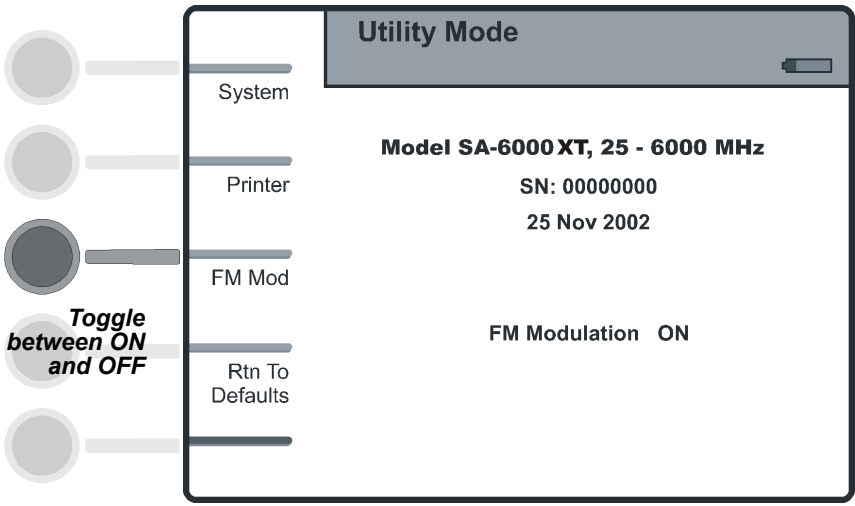 Utility Mode
System
Printer
FM Mod
Rtn To
Defaults
Toggle
between ON
and OFF
Model SA-6000XT, 25 - 6000 MHz
SN: 00000000
25 Nov 2002
FM Modulation ON